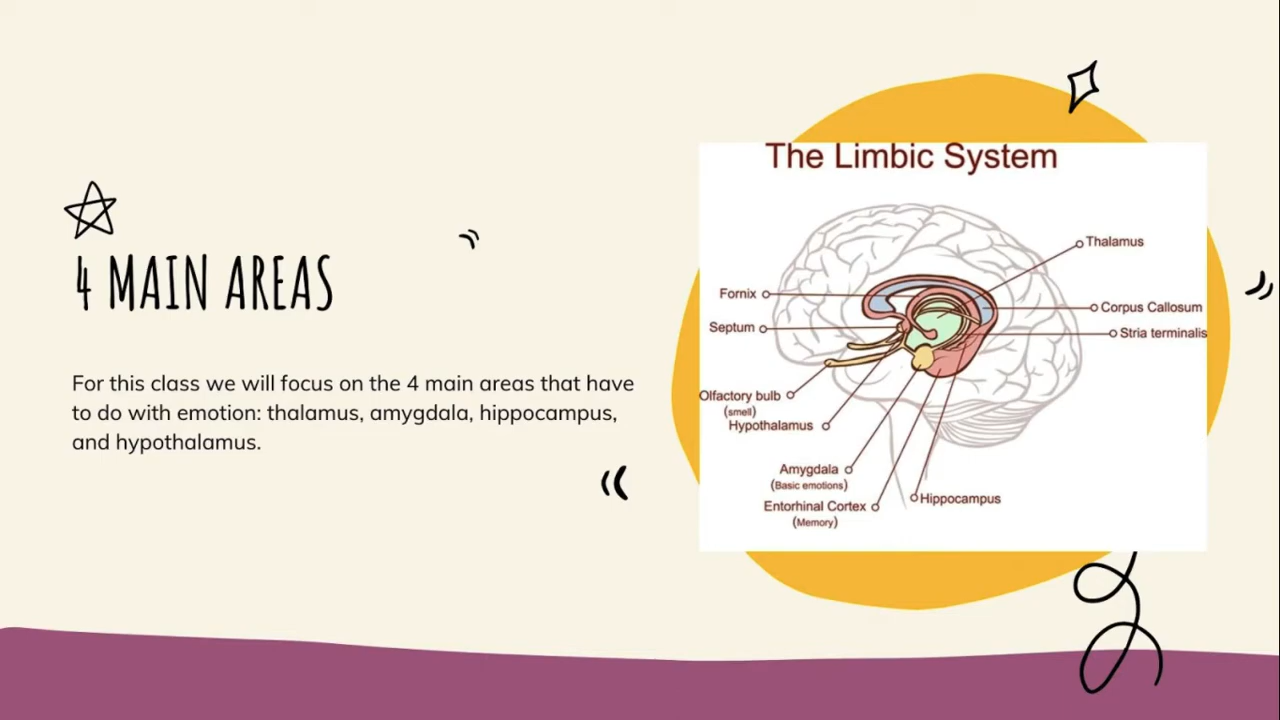 4 MAIN AREAS
For this class we will focus on the 4 main areas that have
to do with emotion: thalamus, amygdala, hippocampus,
and hypothalamus.
The Limbic System
Thalamus
Fornix
Corpus Callosum
Septum
Stria terminalis
Olfactory bulb
(smell)
Hypothalamus
Amygdala
(Basic emotions)
Hippocampus
Entorhinal Cortex
(Memory)